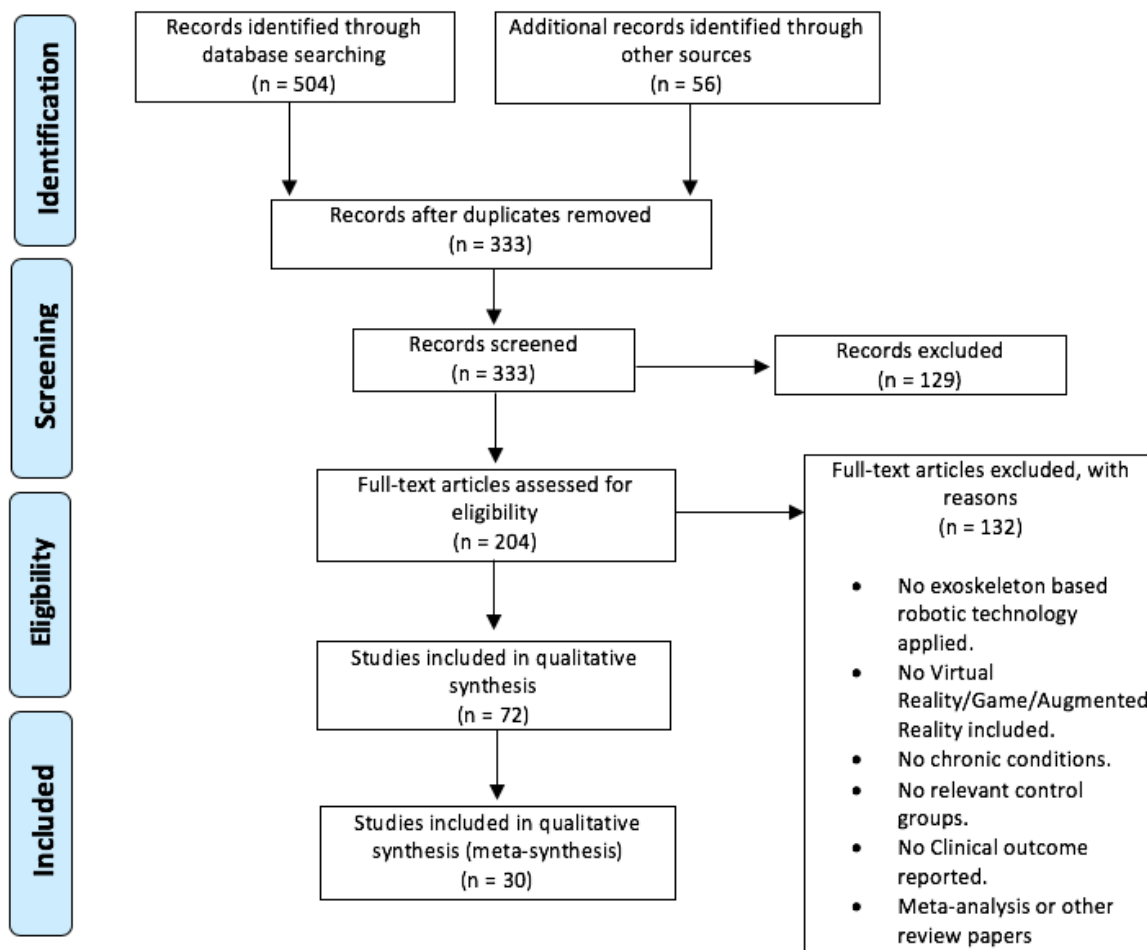 Identification
Records identified through
database searching
(n = 504)
Additional records identified through
other sources
(n = 56)
Records after duplicates removed
(n = 333)
Screening
Records screened
(n = 333)
Records excluded
(n = 129)
Eligibility
Full-text articles assessed for
eligibility
(n = 204)
Full-text articles excluded, with
reasons
(n = 132)
• No exoskeleton based
robotic technology
applied.
• No Virtual
Reality/Game/Augmented
Reality included.
• No chronic conditions.
• No relevant control
groups.
• No Clinical outcome
reported.
• Meta-analysis or other
review papers
Studies included in qualitative
synthesis
(n = 72)
Included
Studies included in qualitative
synthesis (meta-synthesis)
(n = 30)